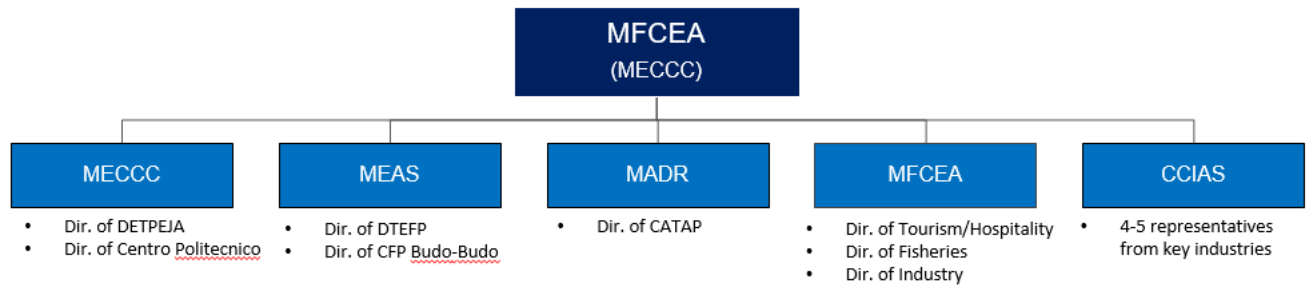 MFCEA
(MECCC)
MECCC
• Dir. of DETPEJA
• Dir. of Centro Politecnico
MEAS
• Dir. of DTEFP
• Dir. of CFP Budo-Budo
MADR
• Dir. of CATAP
MFCEA
• Dir. of Tourism/Hospitality
• Dir. of Fisheries
• Dir. of Industry
CCIAS
• 4-5 representatives
from key industries